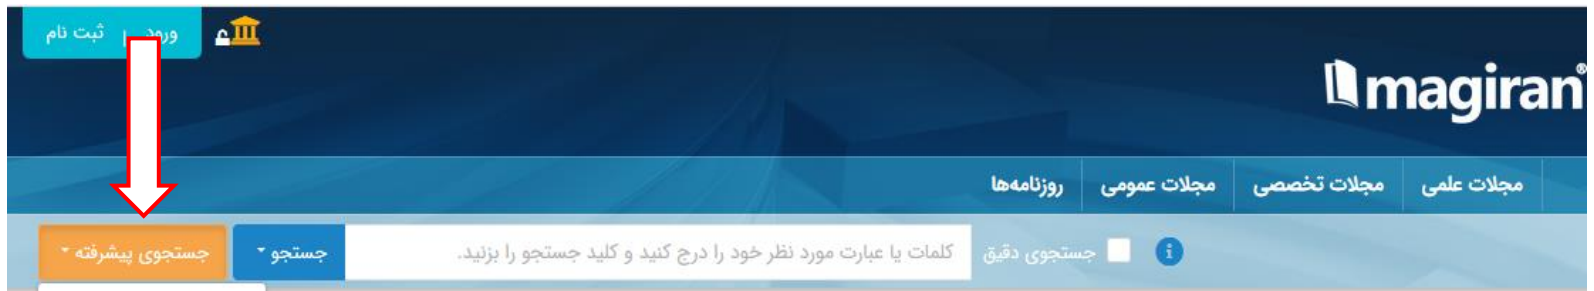 ورود | ثبت نام
magiran®
مجلات علمی
مجلات تخصصی
مجلات عمومی
روزنامه‌ها
جستجوی دقیق
کلمات یا عبارت مورد نظر خود را درج کنید و کلید جستجو را بزنید.
جستجو
جستجوی پیشرفته